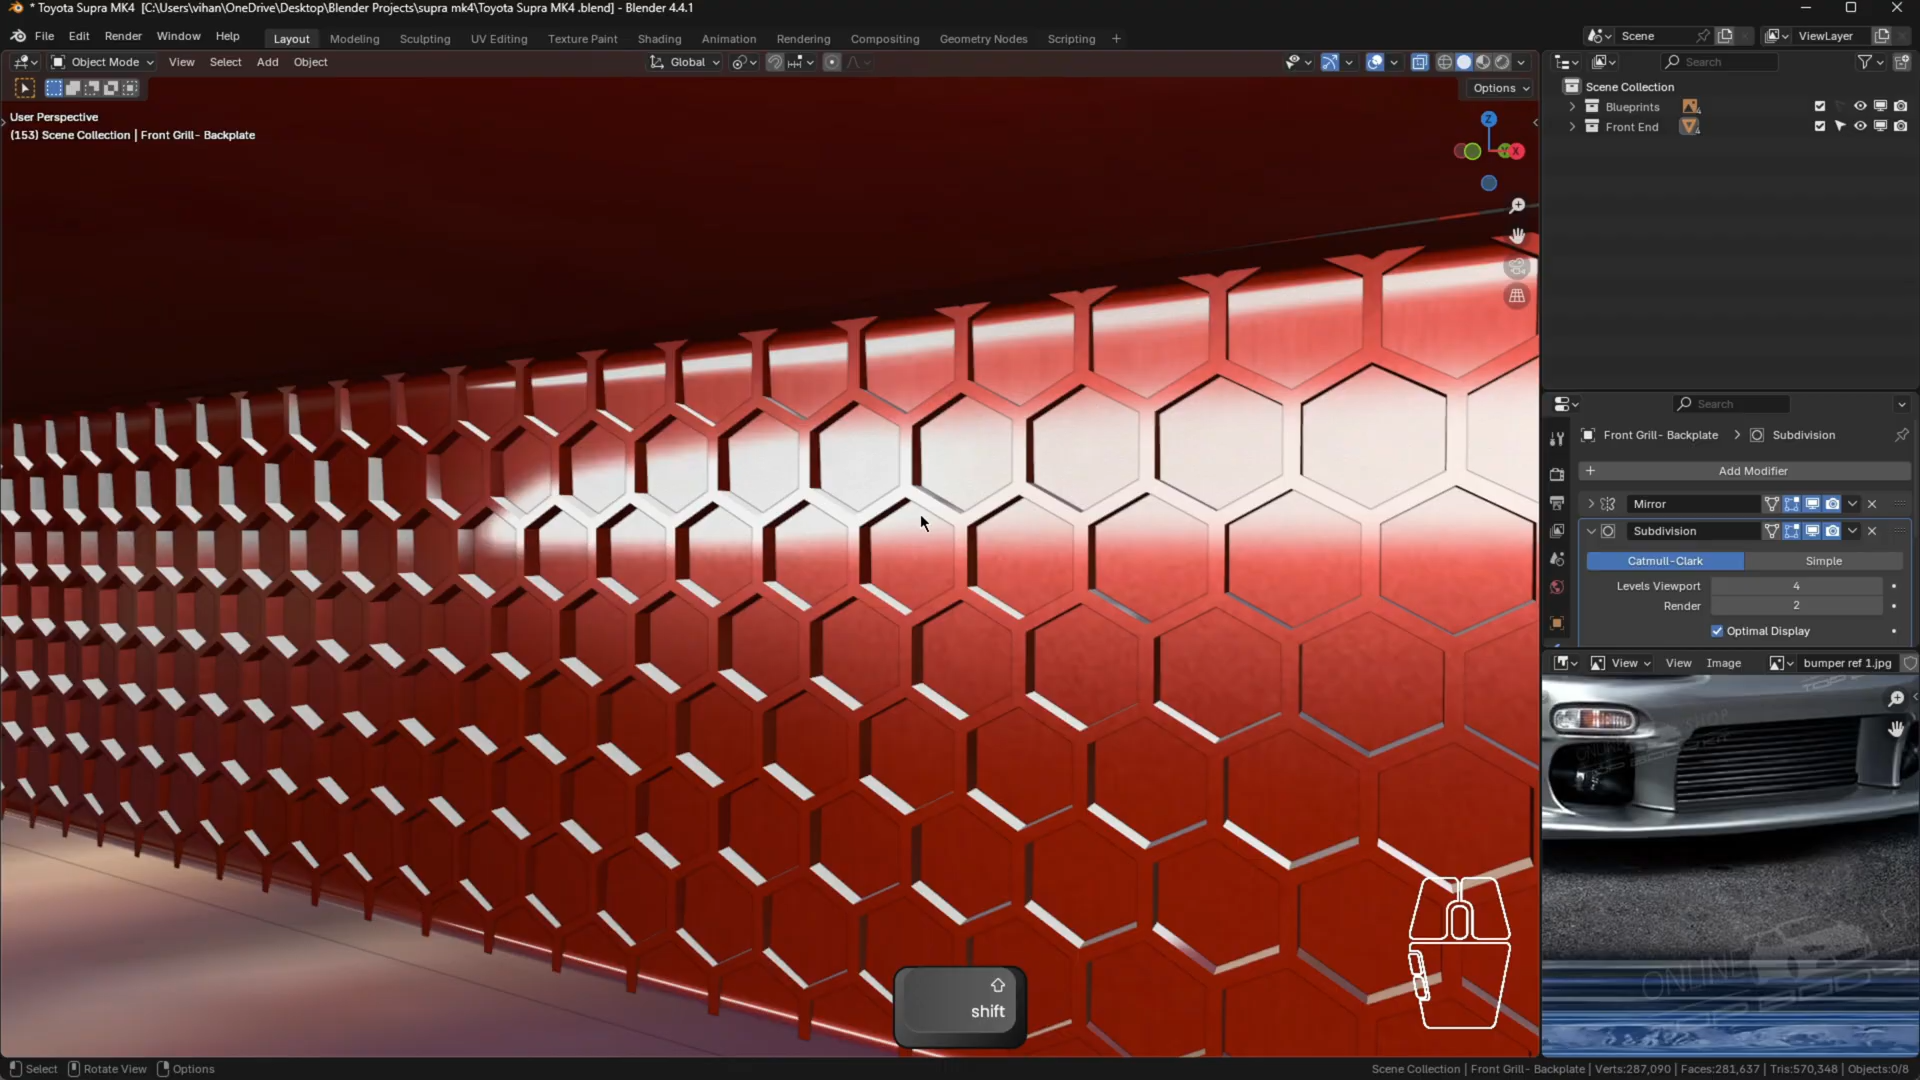 * Toyota Supra MK4 [C:\Users\vihan\OneDrive\Desktop\Blender Projects\supra mk4\Toyota Supra MK4 .blend] - Blender 4.4.1
File Edit Render Window Help Layout Modeling Sculpting UV Editing Texture Paint Shading Animation Rendering Compositing Geometry Nodes Scripting + Scene ViewLayer
Object Mode View Select Add Object Global Search
Options
Scene Collection
Blueprints
Front End
User Perspective
(153) Scene Collection | Front Grill- Backplate
Z
Y
X
Search
Front Grill- Backplate > Subdivision
+ Add Modifier
Mirror
Subdivision
Catmull-Clark Simple
Levels Viewport 4
Render 2
Optimal Display
View View Image bumper ref 1.jpg
ONLINE
shift
Select Rotate View Options
Scene Collection | Front Grill- Backplate | Verts:287,090 | Faces:281,637 | Tris:570,348 | Objects:0/8